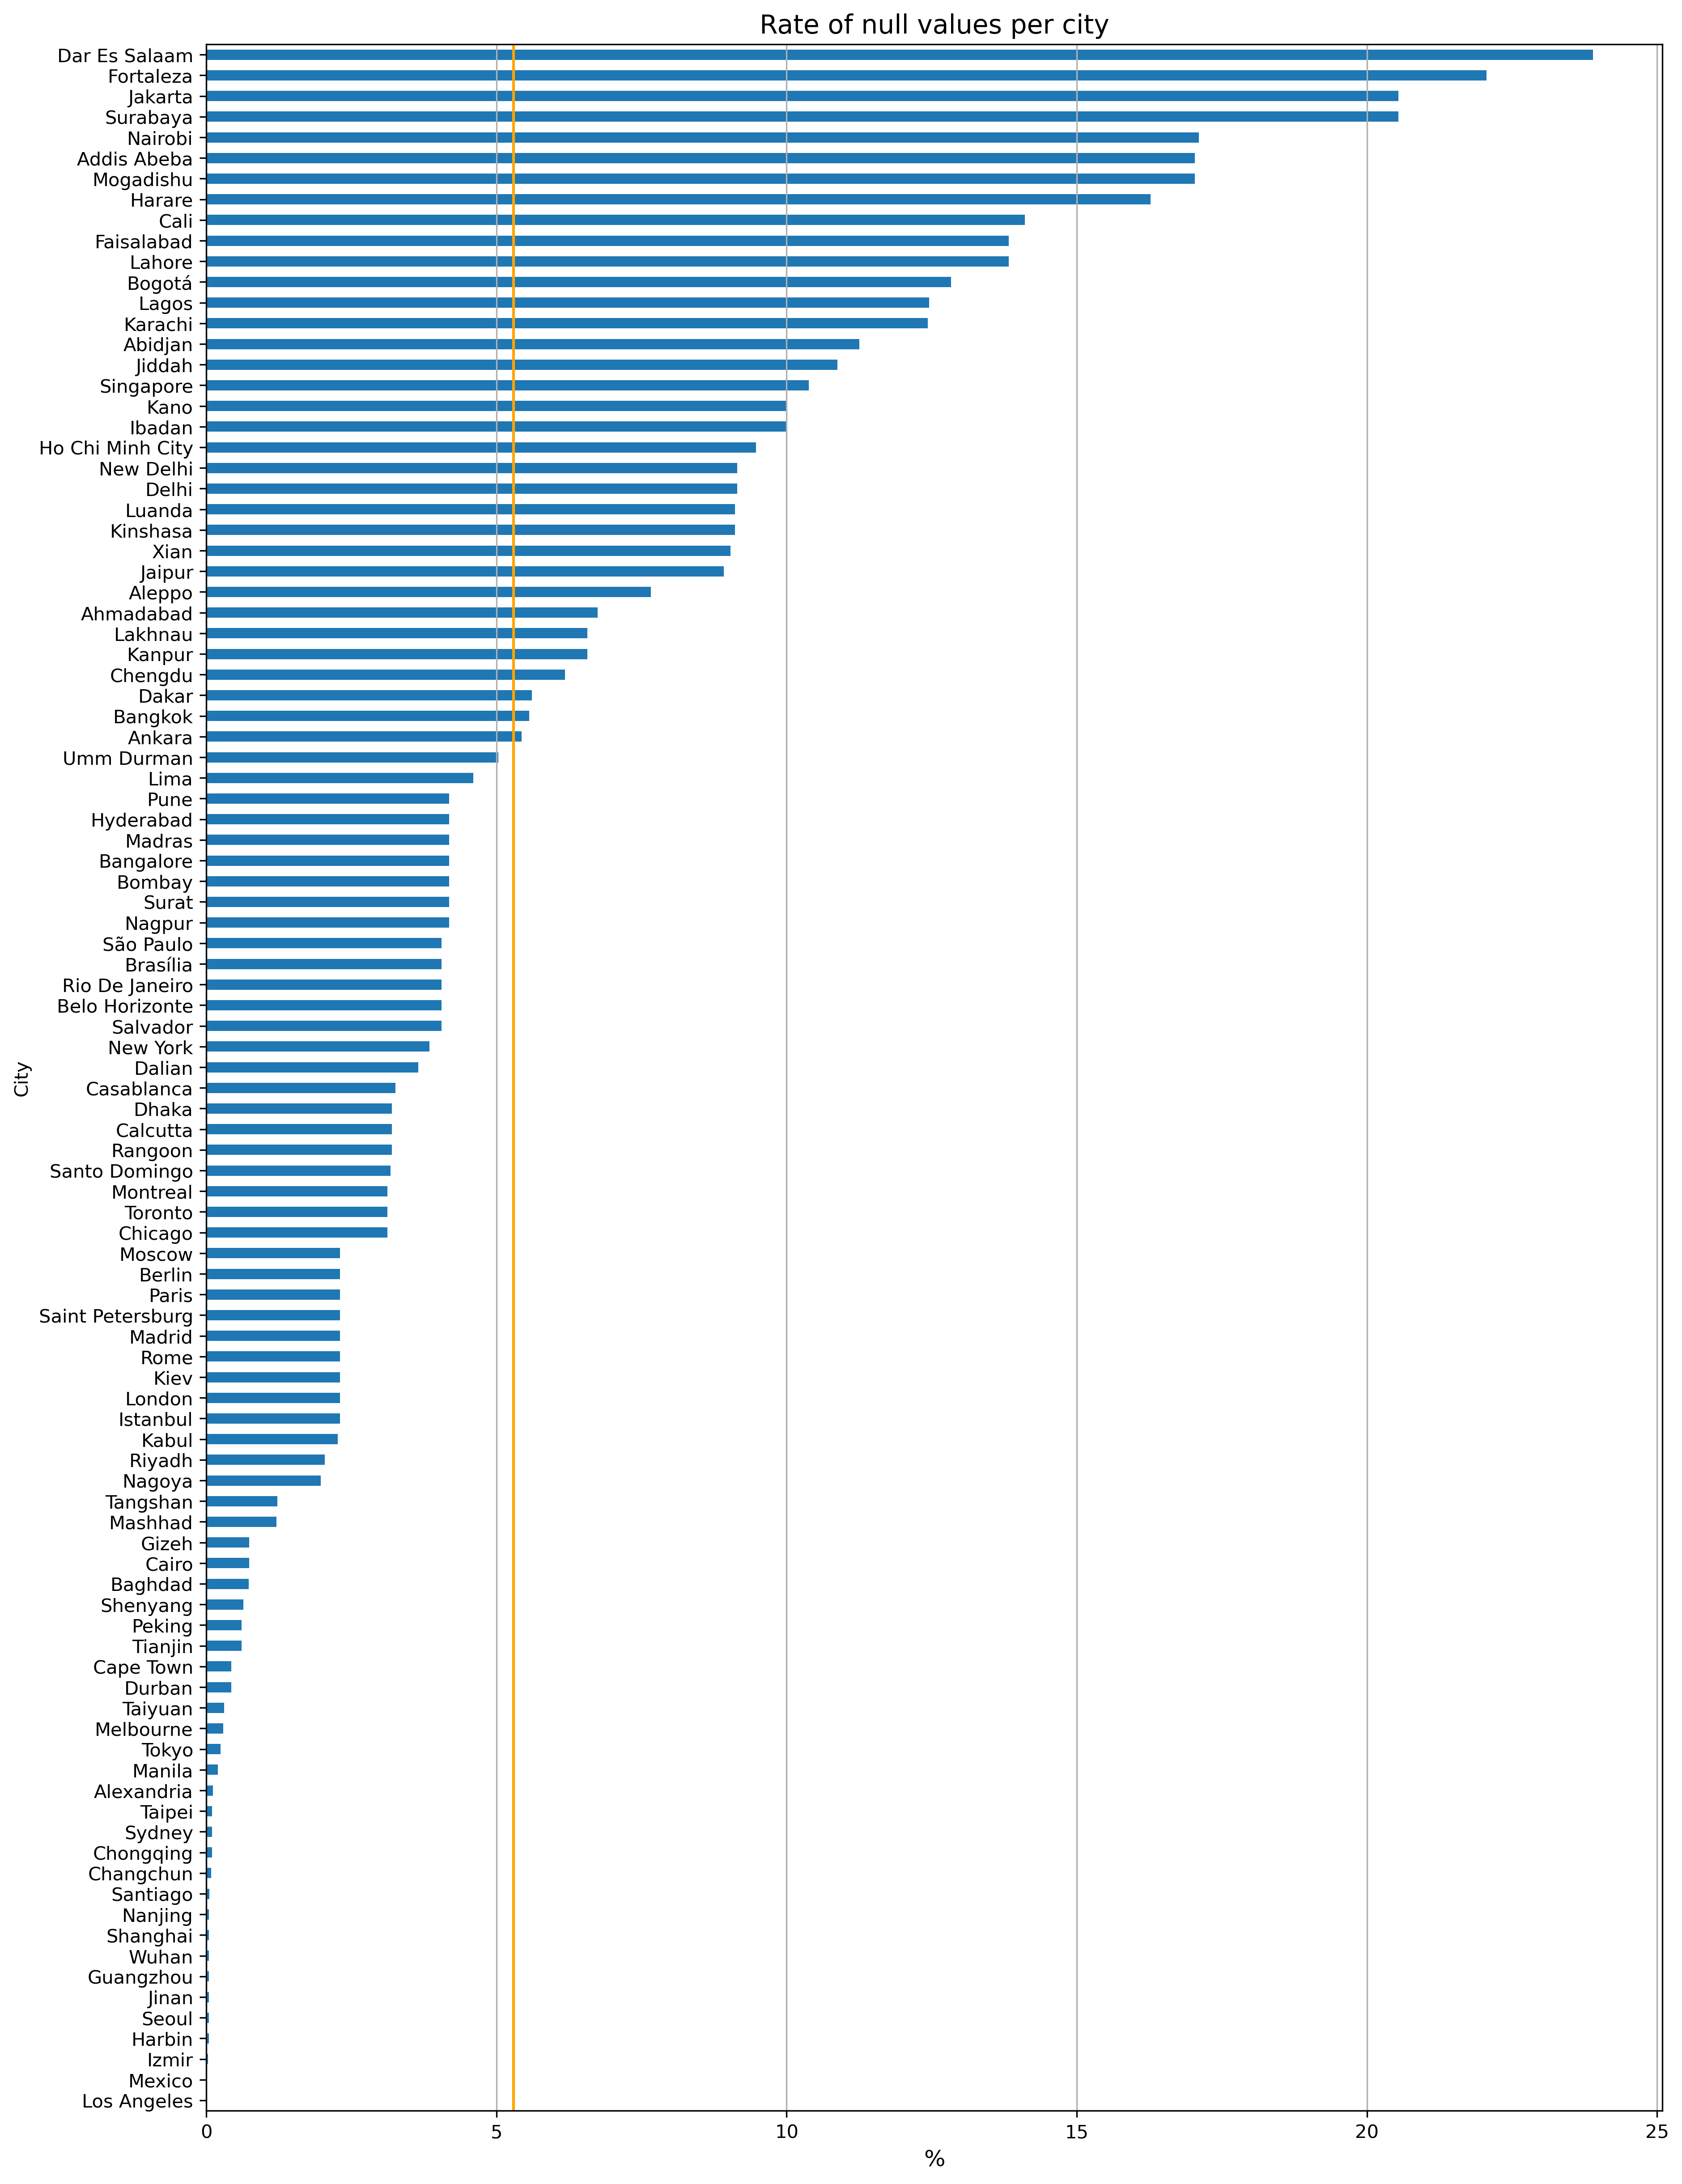 Rate of null values per city
Dar Es Salaam
Fortaleza
Jakarta
Surabaya
Nairobi
Addis Abeba
Mogadishu
Harare
Cali
Faisalabad
Lahore
Bogotá
Lagos
Karachi
Abidjan
Jiddah
Singapore
Kano
Ibadan
Ho Chi Minh City
New Delhi
Delhi
Luanda
Kinshasa
Xian
Jaipur
Aleppo
Ahmadabad
Lakhnau
Kanpur
Chengdu
Dakar
Bangkok
Ankara
Umm Durman
Lima
Pune
Hyderabad
Madras
Bangalore
Bombay
Surat
Nagpur
São Paulo
Brasília
Rio De Janeiro
Belo Horizonte
Salvador
New York
Dalian
Casablanca
Dhaka
Calcutta
Rangoon
Santo Domingo
Montreal
Toronto
Chicago
Moscow
Berlin
Paris
Saint Petersburg
Madrid
Rome
Kiev
London
Istanbul
Kabul
Riyadh
Nagoya
Tangshan
Mashhad
Gizeh
Cairo
Baghdad
Shenyang
Peking
Tianjin
Cape Town
Durban
Taiyuan
Melbourne
Tokyo
Manila
Alexandria
Taipei
Sydney
Chongqing
Changchun
Santiago
Nanjing
Shanghai
Wuhan
Guangzhou
Jinan
Seoul
Harbin
Izmir
Mexico
Los Angeles
City
0 5 10 15 20 25
%